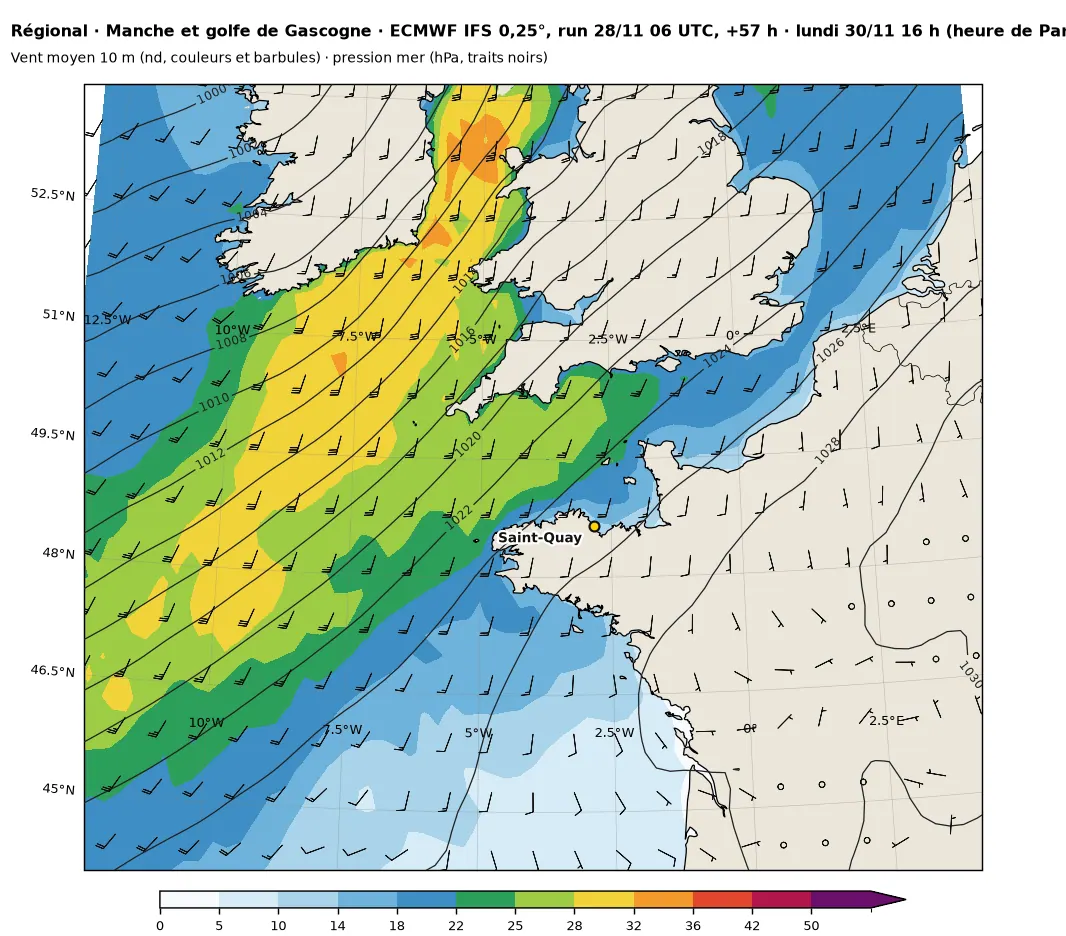 Régional · Manche et golfe de Gascogne · ECMWF IFS 0,25°, run 28/11 06 UTC, +57 h · lundi 30/11 16 h (heure de Par
Vent moyen 10 m (nd, couleurs et barbules) · pression mer (hPa, traits noirs)
1000
1002
1018
52.5°N
1004
1006
1014
51°N
12.5°W
10°W
7.5°W
5°W
2.5°W
0°
2.5°E
1008
1016
1024
1026
1010
49.5°N
1012
1020
1028
1022
Saint-Quay
48°N
46.5°N
1030
10°W
7.5°W
5°W
2.5°W
0°
2.5°E
45°N
0 5 10 14 18 22 25 28 32 36 42 50